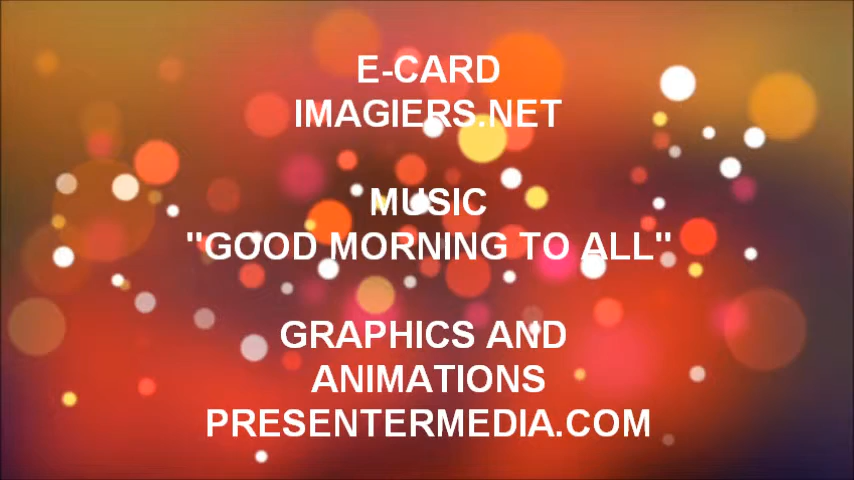 E-CARD
IMAGIERS.NET
MUSIC
"GOOD MORNING TO ALL"
GRAPHICS AND
ANIMATIONS
PRESENTERMEDIA.COM